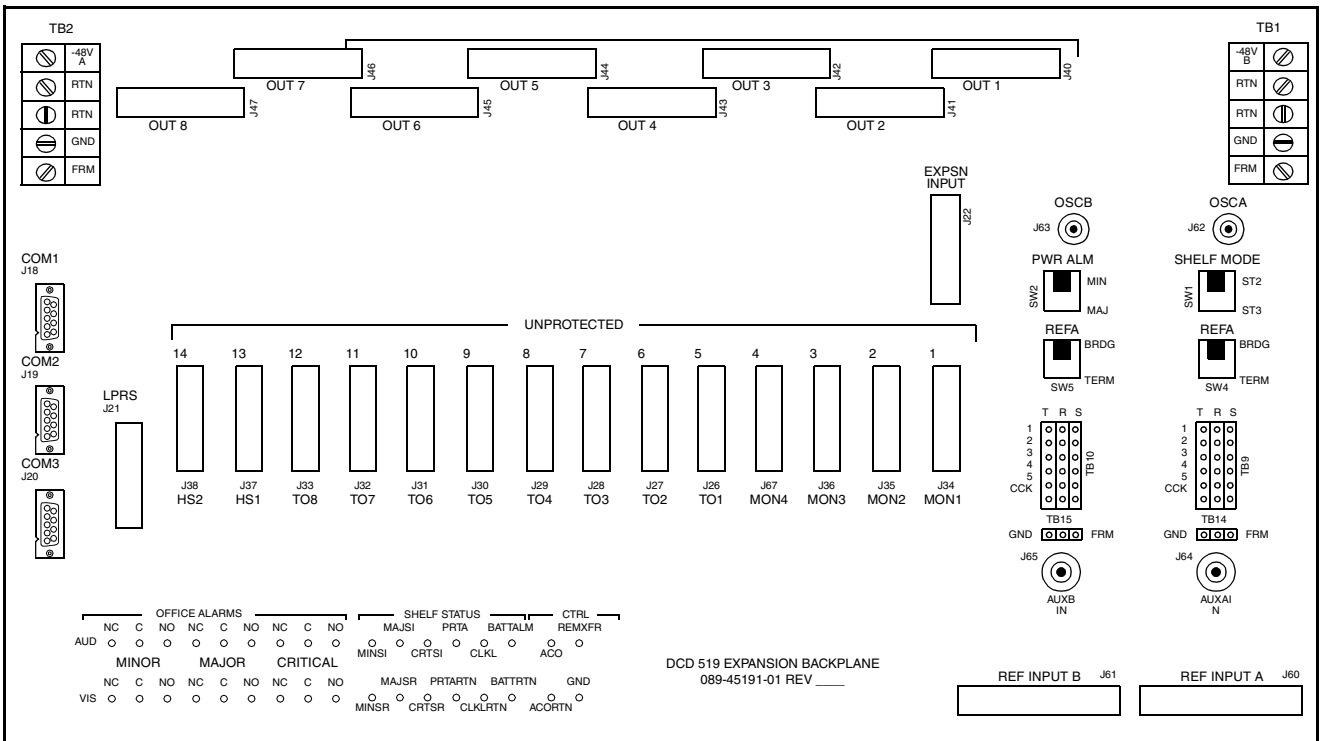 TB2
TB1
-48V
A
RTN
RTN
GND
FRM
-48V
B
RTN
RTN
GND
FRM
OUT 7
J46
OUT 5
J44
OUT 3
J42
OUT 1
J40
OUT 8
J47
OUT 6
J45
OUT 4
J43
OUT 2
J41
EXPSN
INPUT
J22
OSCB
J63
OSCA
J62
PWR ALM
SW2
MIN
MAJ
SHELF MODE
SW1
ST2
ST3
REFA
BRDG
TERM
SW5
REFA
BRDG
TERM
SW4
COM1
J18
COM2
J19
COM3
J20
LPRS
J21
UNPROTECTED
14 13 12 11 10 9 8 7 6 5 4 3 2 1
J38 J37 J33 J32 J31 J30 J29 J28 J27 J26 J67 J36 J35 J34
HS2 HS1 TO8 TO7 TO6 TO5 TO4 TO3 TO2 TO1 MON4 MON3 MON2 MON1
T R S
1
2
3
4
5
CCK
TB10
T R S
1
2
3
4
5
CCK
TB9
TB15
GND FRM
J65
AUXB
IN
TB14
GND FRM
J64
AUXAI
N
OFFICE ALARMS SHELF STATUS CTRL
NC C NO NC C NO NC C NO MAJSI PRTA BATTALM REMXFR
AUD
MINSI CRTSI CLKL ACO
MINOR MAJOR CRITICAL
NC C NO NC C NO NC C NO MAJSR PRTARTN BATTRTN GND
VIS
MINSR CRTSR CLKLRTN ACORTN
DCD 519 EXPANSION BACKPLANE
089-45191-01 REV ____
REF INPUT B J61
REF INPUT A J60